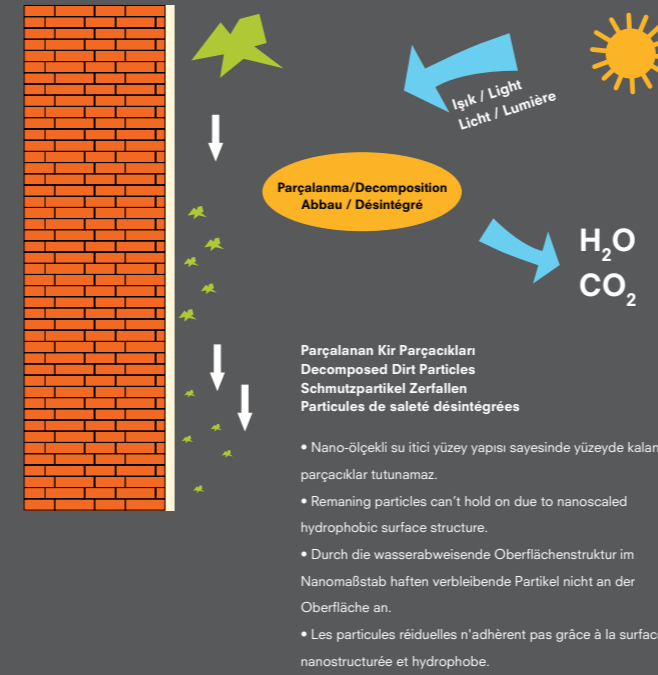 Işık / Light
Licht / Lumière
Parçalanma/Decomposition
Abbau / Désintégré
H₂O
CO₂
Parçalanan Kir Parçacıkları
Decomposed Dirt Particles
Schmutzpartikel Zerfallen
Particules de saleté désintégrées
• Nano-ölçekli su itici yüzey yapısı sayesinde yüzeyde kalan
parçacıklar tutunamaz.
• Remaning particles can't hold on due to nanoscaled
hydrophobic surface structure.
• Durch die wasserabweisende Oberflächenstruktur im
Nanomaßstab haften verbleibende Partikel nicht an der
Oberfläche an.
• Les particules réiduelles n'adhèrent pas grâce à la surface
nanostructurée et hydrophobe.